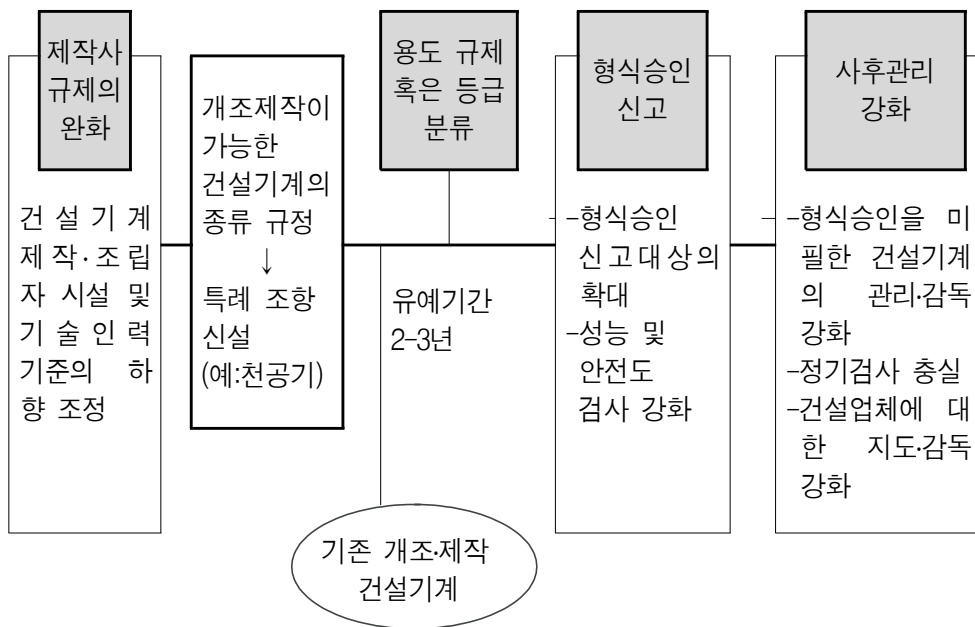 제작사
규제의
완화
건 설 기 계
제작·조립
자 시설 및
기 술 인 력
기준의 하
향 조정
개조제작이
가능한
건설기계의
종류 규정
↓
특례 조항
신설
(예:천공기)
용도 규제
혹은 등급
분류
유예기간
2-3년
기존 개조·제작
건설기계
형식승인
신고
-형식승인
신고대상의
확대
-성능 및
안전도
검사 강화
사후관리
강화
-형식승인을 미
필한 건설기계
의 관리·감독
강화
-정기검사 충실
-건설업체에 대
한 지도·감독
강화